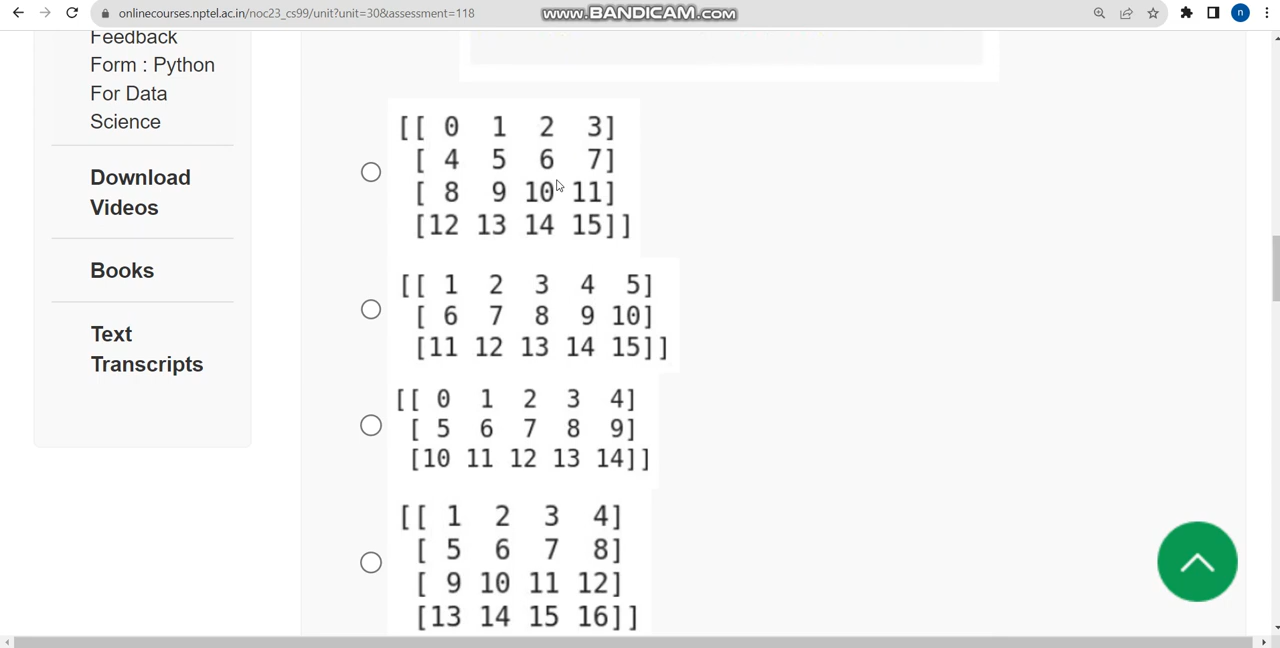 onlinecourses.nptel.ac.in/noc23_cs99/unit?unit=30&assessment=118
www.BANDICAM.com
n
Feedback
Form : Python
For Data
Science
Download
Videos
Books
Text
Transcripts
[[ 0 1 2 3]
[ 4 5 6 7]
[ 8 9 10 11]
[12 13 14 15]]
[[ 1 2 3 4 5]
[ 6 7 8 9 10]
[11 12 13 14 15]]
[[ 0 1 2 3 4]
[ 5 6 7 8 9]
[10 11 12 13 14]]
[[ 1 2 3 4]
[ 5 6 7 8]
[ 9 10 11 12]
[13 14 15 16]]